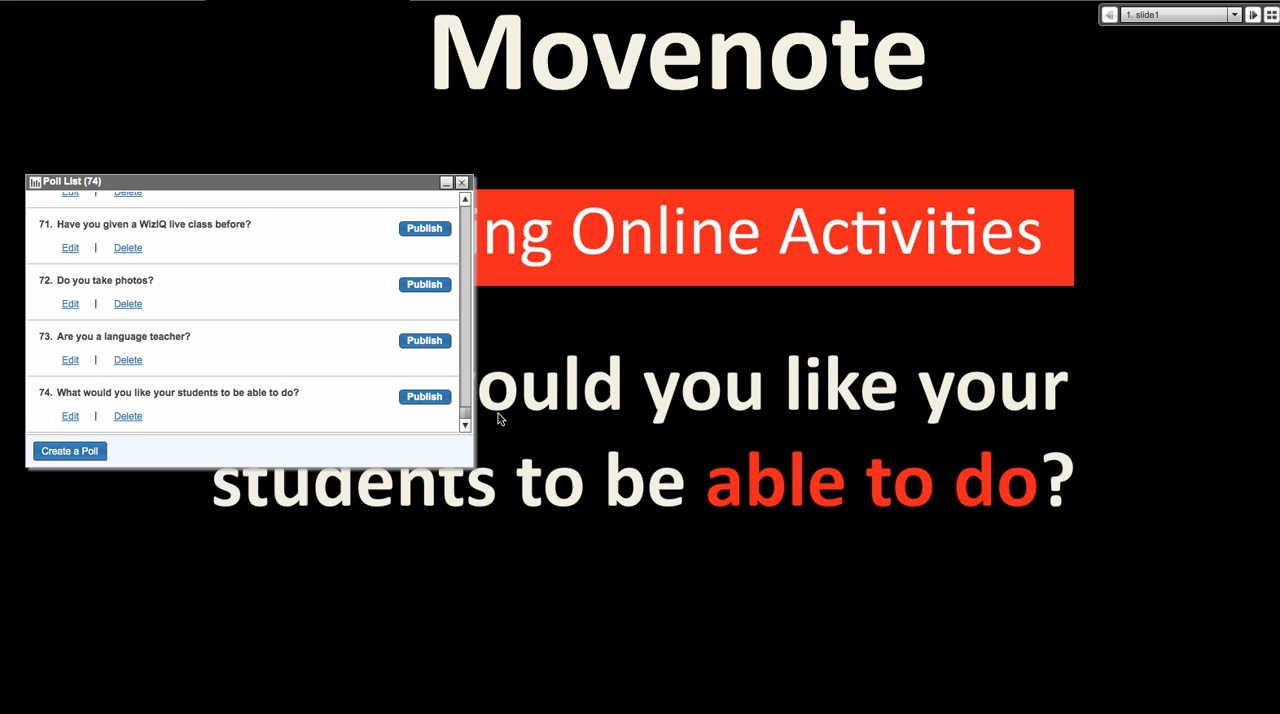 Movenote
1. slide1
Poll List (74)
Edit | Delete
71. Have you given a WizIQ live class before?
Publish
Edit | Delete
72. Do you take photos?
Publish
Edit | Delete
73. Are you a language teacher?
Publish
Edit | Delete
74. What would you like your students to be able to do?
Publish
Edit | Delete
Create a Poll
ing Online Activities
ould you like your
students to be able to do?